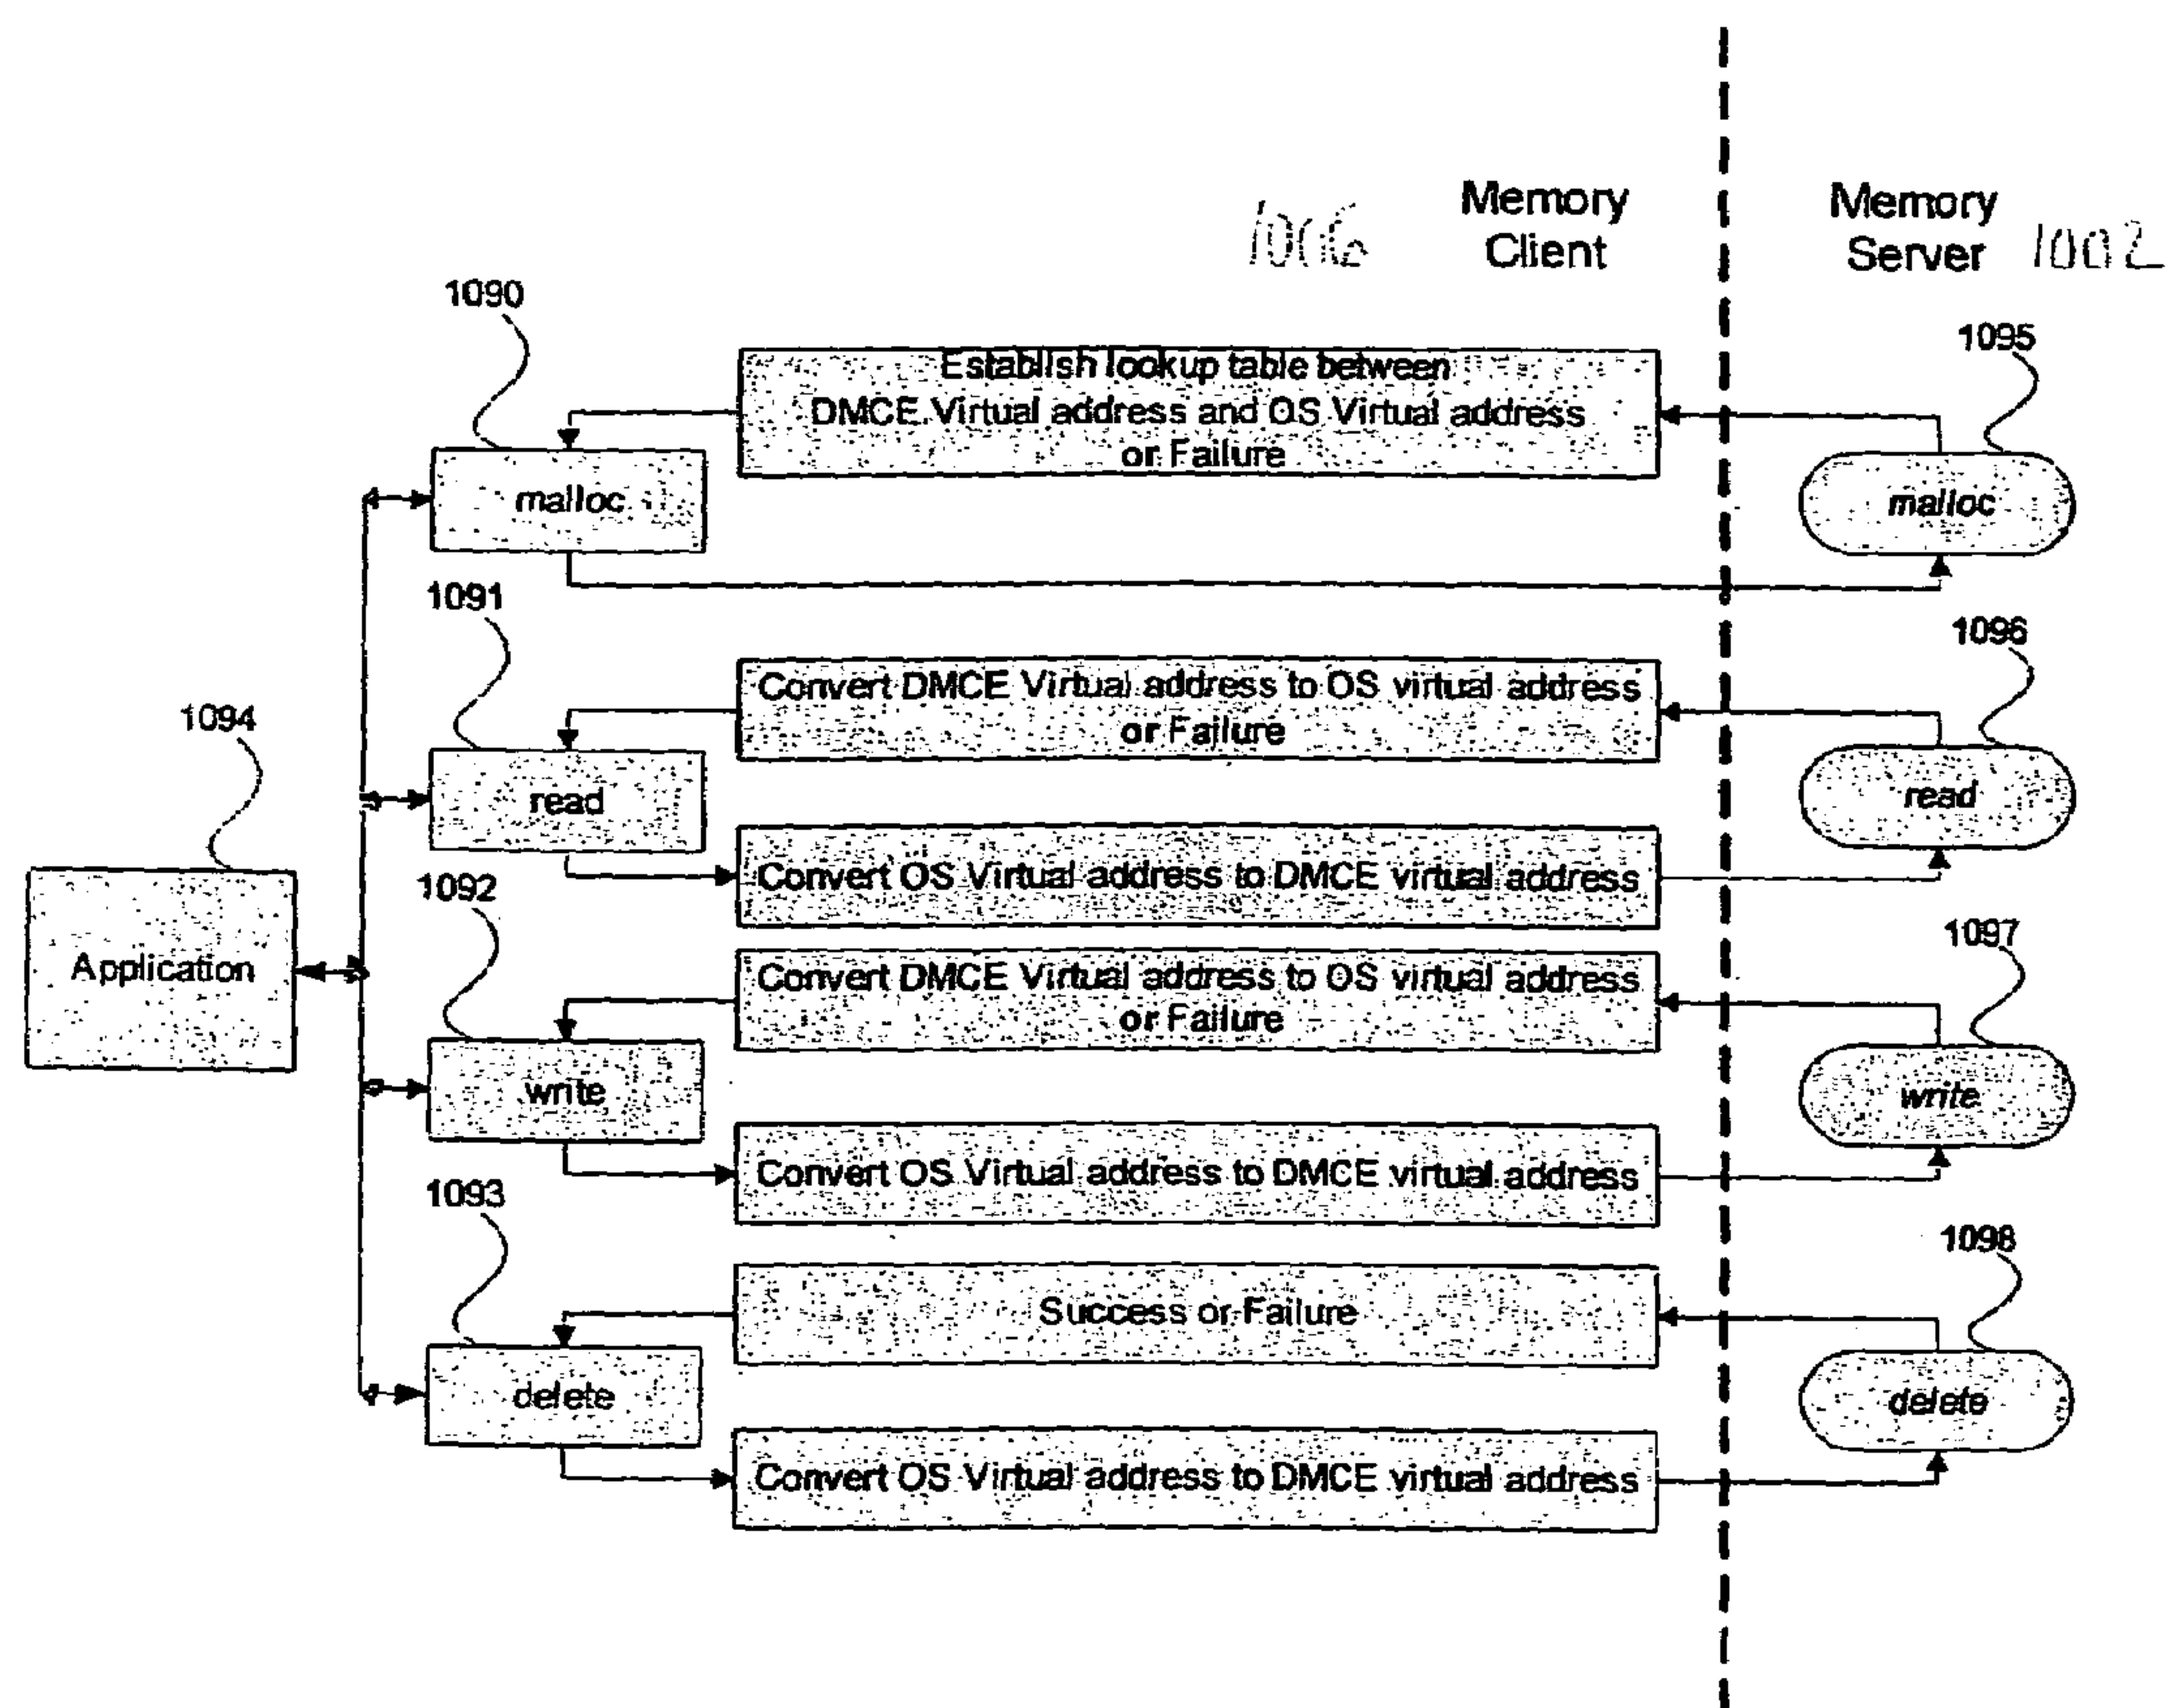 Memory
Client
1006
Memory
Server
1002
1090
1095
Establish lookup table between
DMCE Virtual address and OS Virtual address
or Failure
malloc
malloc
1091
1096
Convert DMCE Virtual address to OS virtual address
or Failure
1094
read
read
Convert OS Virtual address to DMCE virtual address
1092
1097
Application
Convert DMCE Virtual address to OS virtual address
or Failure
write
write
Convert OS Virtual address to DMCE virtual address
1093
1098
Success or Failure
delete
delete
Convert OS Virtual address to DMCE virtual address